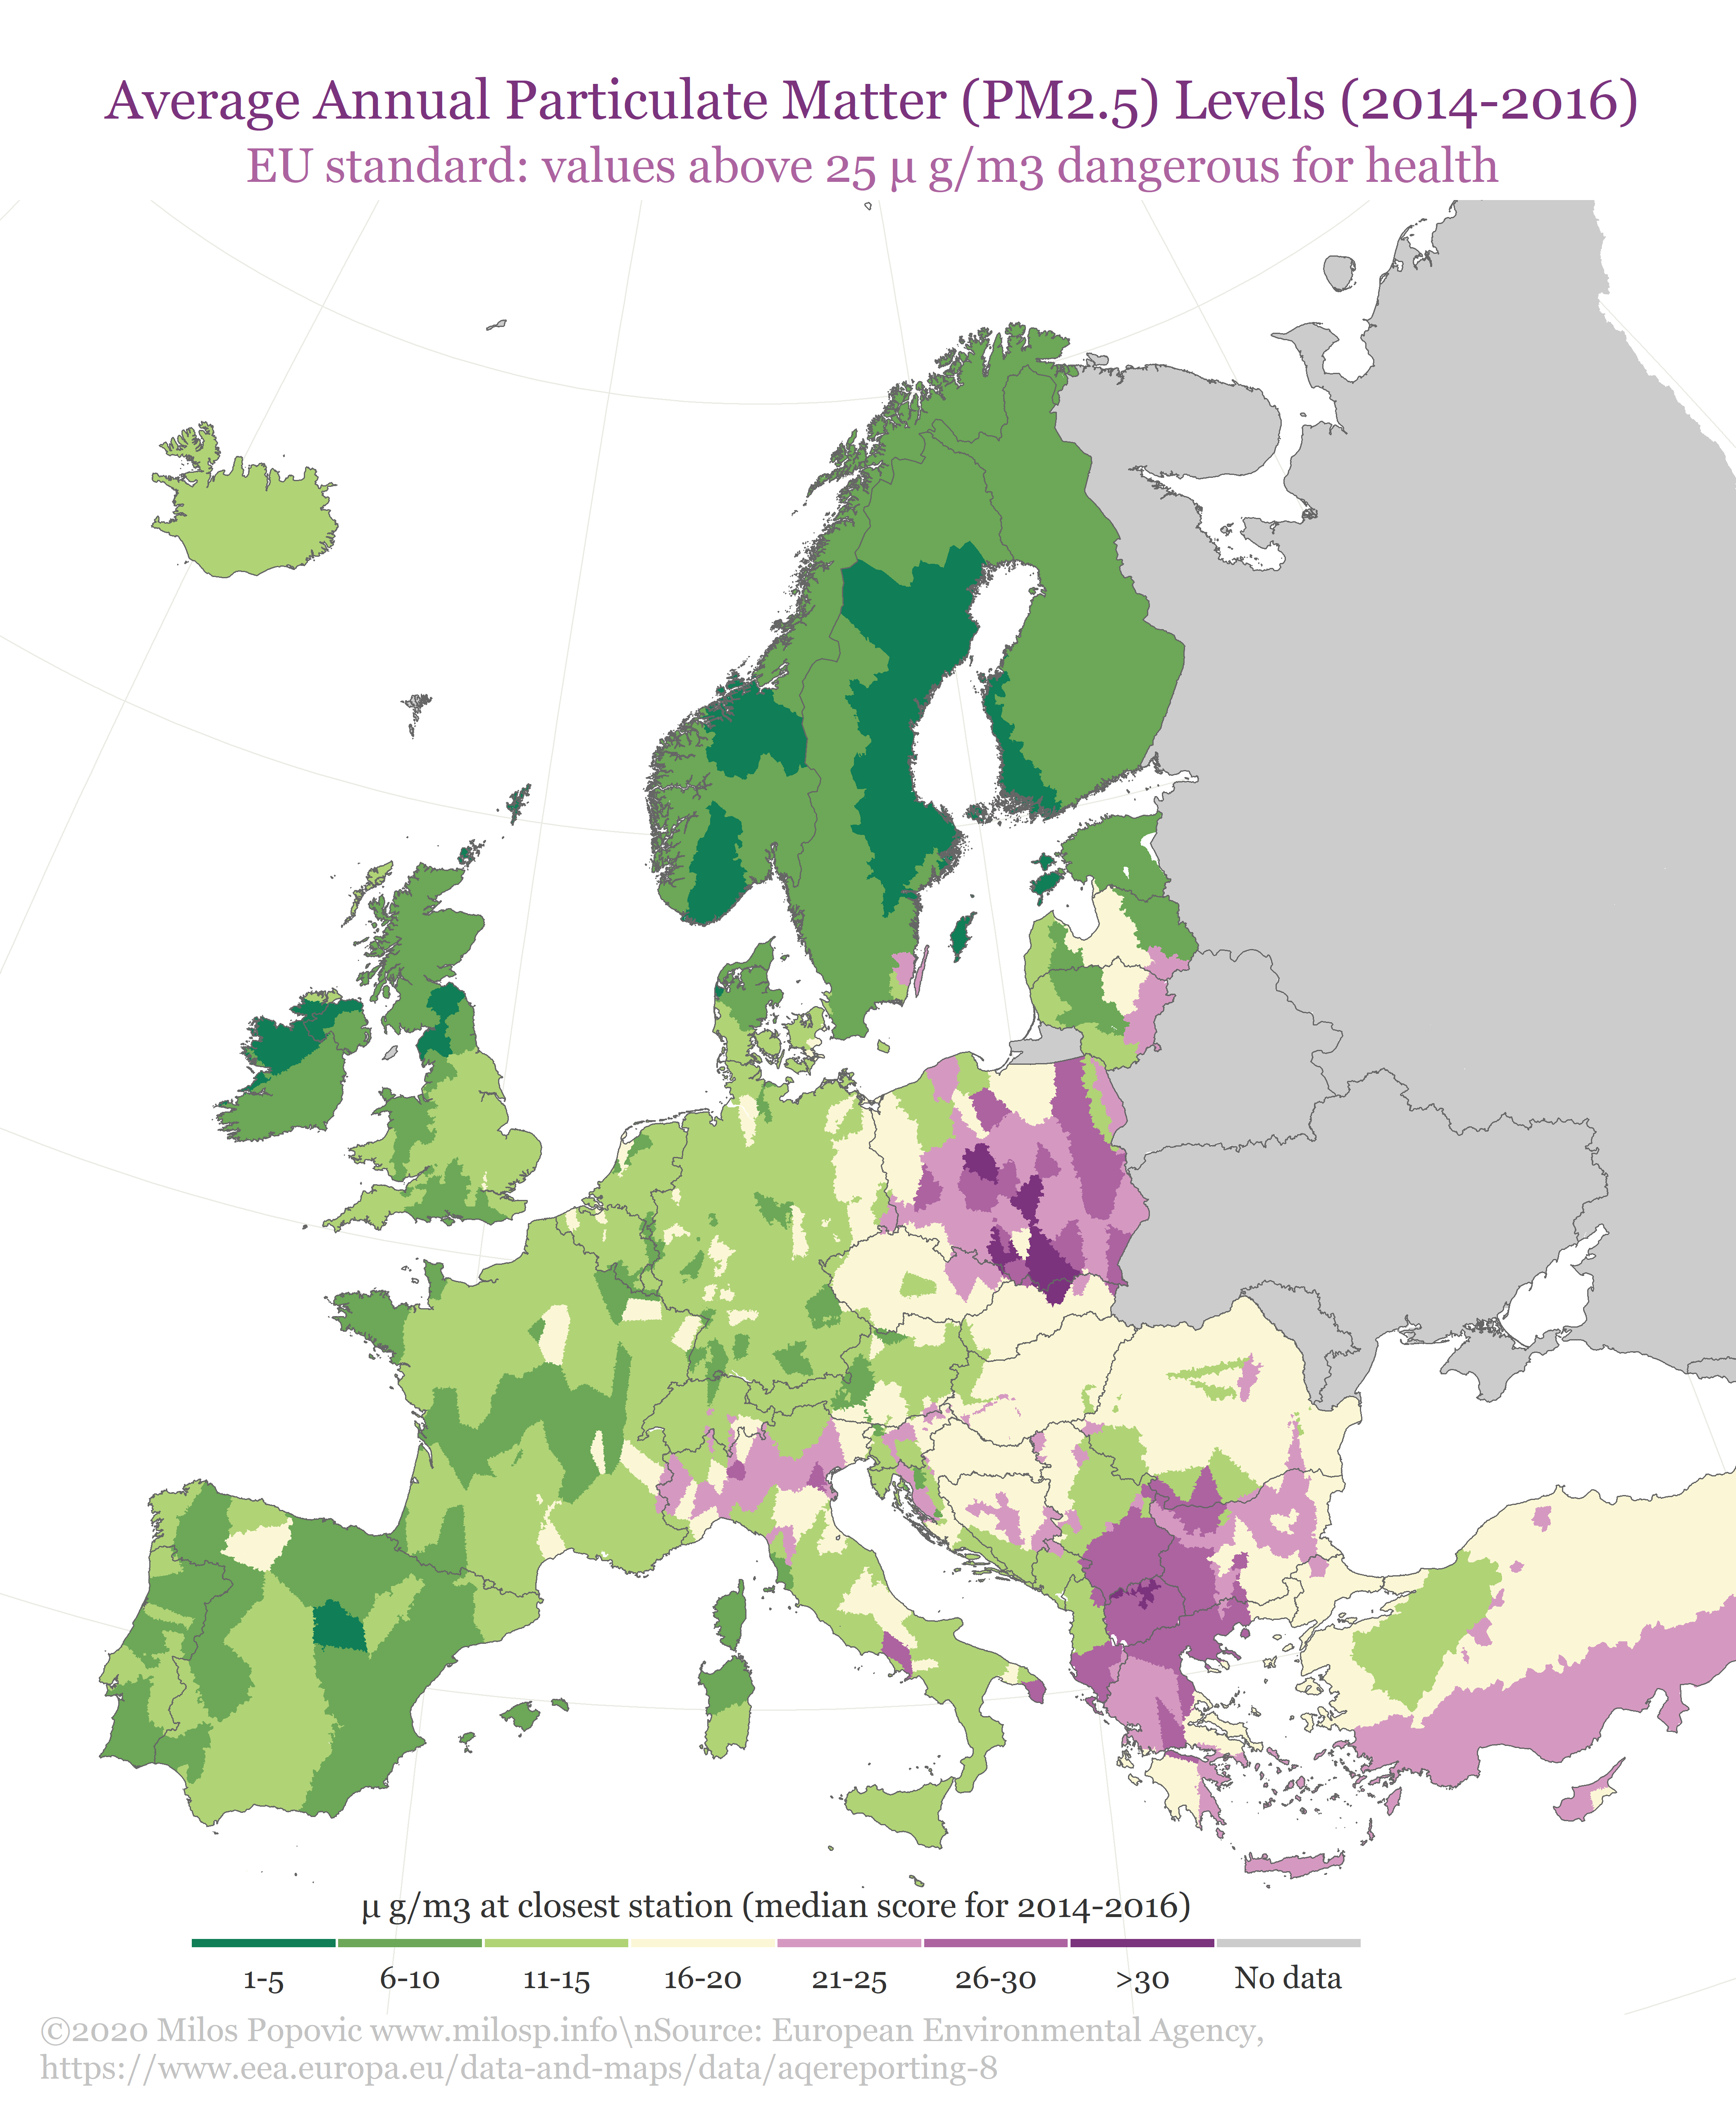 Average Annual Particulate Matter (PM2.5) Levels (2014-2016)
EU standard: values above 25 µ g/m3 dangerous for health
µ g/m3 at closest station (median score for 2014-2016)
1-5 6-10 11-15 16-20 21-25 26-30 >30 No data
©2020 Milos Popovic www.milosp.info\nSource: European Environmental Agency,
https://www.eea.europa.eu/data-and-maps/data/aqereporting-8